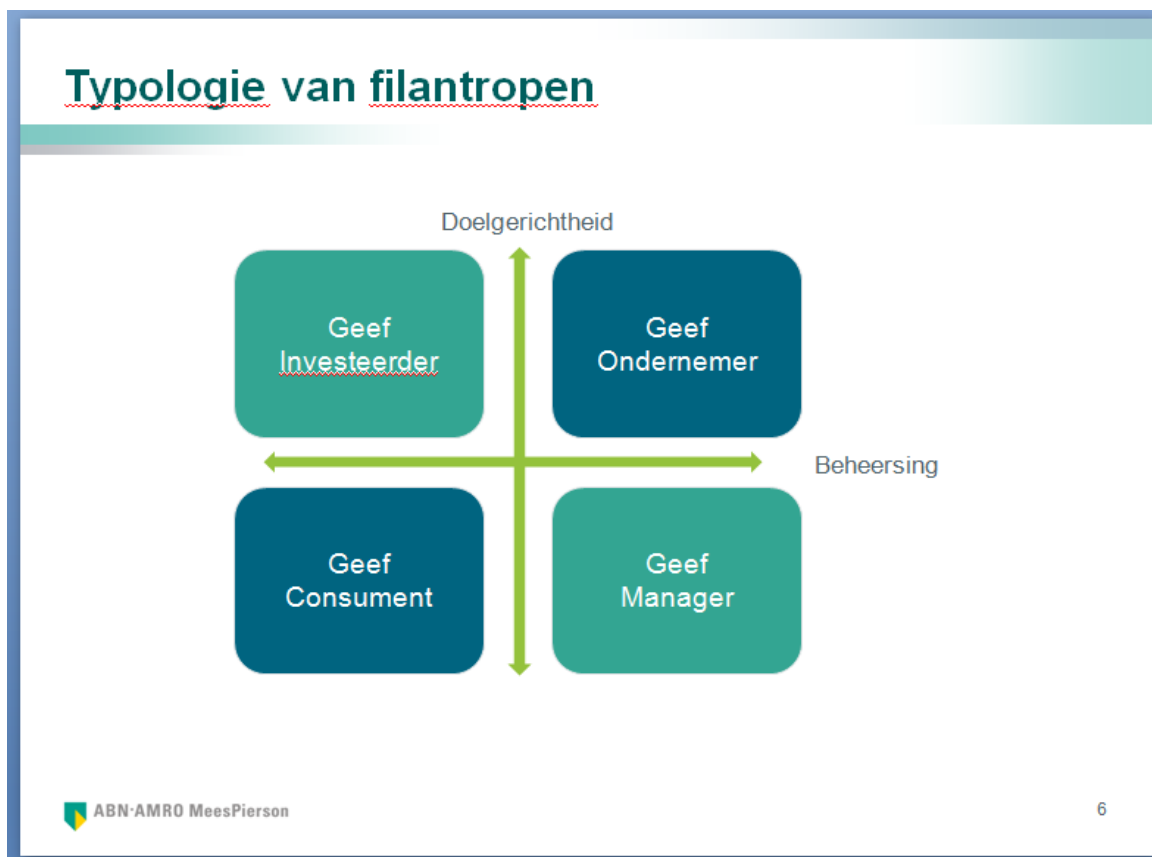 Typologie van filantropen
Doelgerichtheid
Geef
Investeerder
Geef
Ondernemer
Beheersing
Geef
Consument
Geef
Manager
ABN·AMRO MeesPierson
6